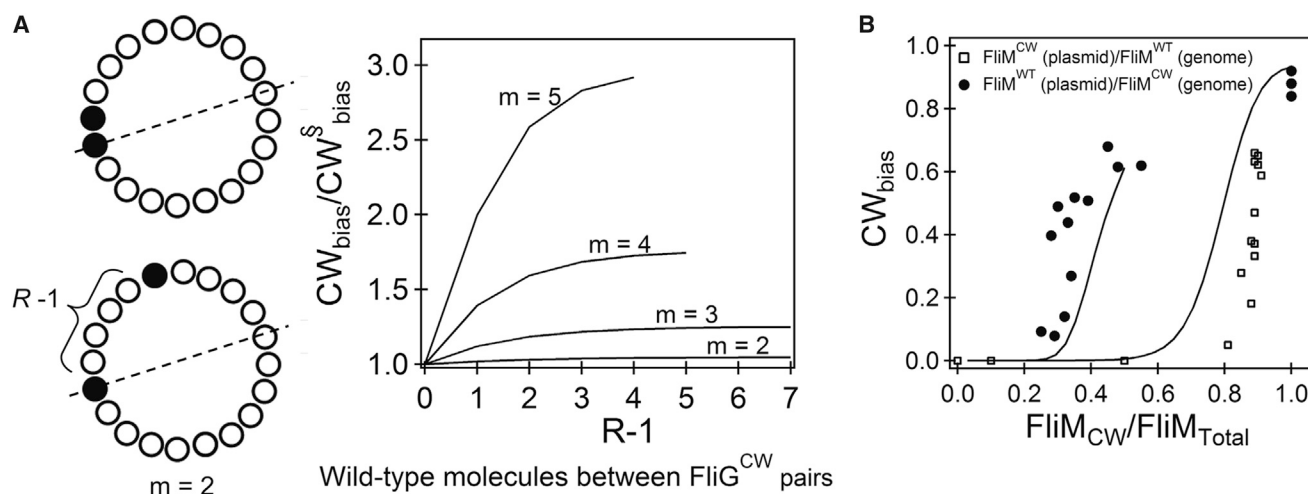 A
R -1
m = 2
CW_bias/CW^§_bias
3.0
2.5
2.0
1.5
1.0
m = 5
m = 4
m = 3
m = 2
0 1 2 3 4 5 6 7
R-1
Wild-type molecules between FliG^CW pairs
B
FliM^CW (plasmid)/FliM^WT (genome)
FliM^WT (plasmid)/FliM^CW (genome)
CW_bias
1.0
0.8
0.6
0.4
0.2
0.0
0.0 0.2 0.4 0.6 0.8 1.0
FliM_CW/FliM_Total